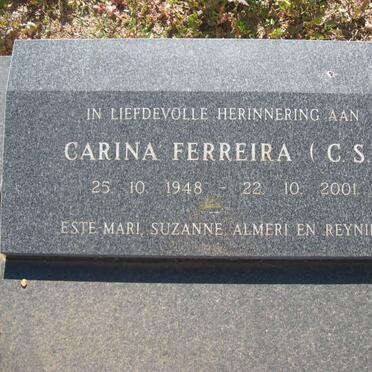 IN LIEFDEVOLLE HERINNERING AAN
CARINA FERREIRA (C.S.
25. 10. 1948 - 22. 10. 2001.
ESTE MARI, SUZANNE, ALMERI EN